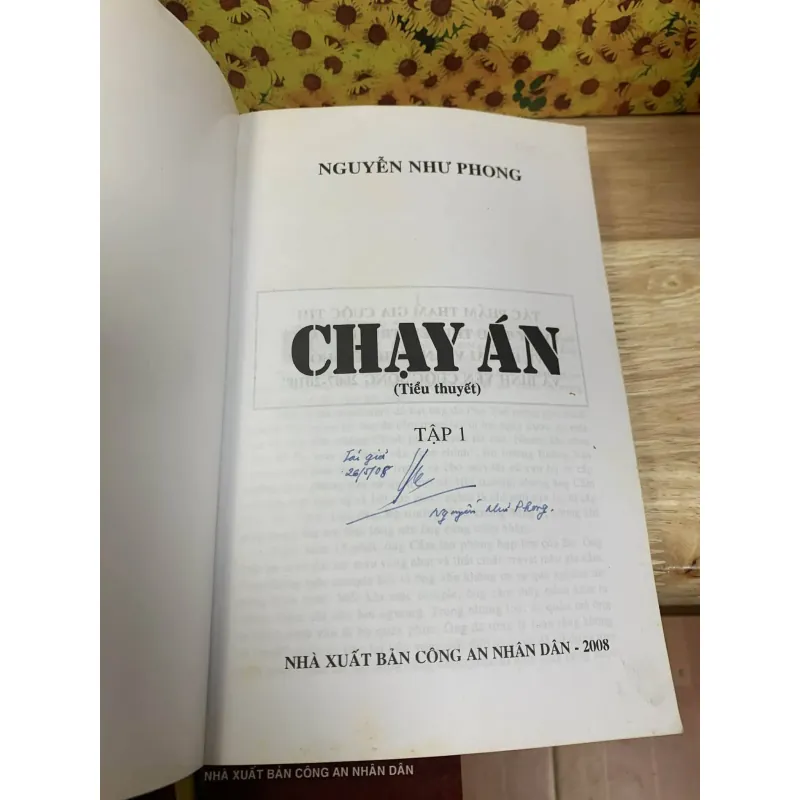 NGUYỄN NHƯ PHONG
CHẠY ÁN
(Tiểu thuyết)
TẬP 1
Tác giả
26/5/08
Nguyễn Như Phong.
NHÀ XUẤT BẢN CÔNG AN NHÂN DÂN - 2008
NHÀ XUẤT BẢN CÔNG AN NHÂN DÂN